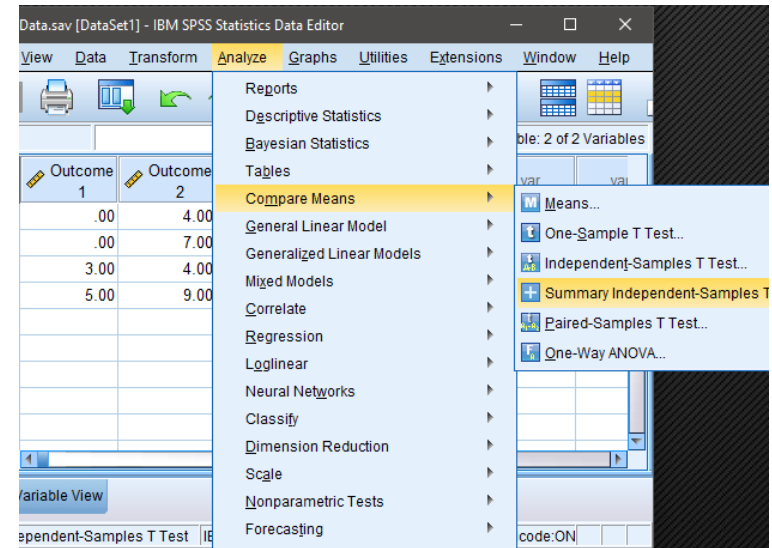 Data.sav [DataSet1] - IBM SPSS Statistics Data Editor
View Data Transform Analyze Graphs Utilities Extensions Window Help
ble: 2 of 2 Variables
Outcome 1
Outcome 2
var
.00 4.00
.00 7.00
3.00 4.00
5.00 9.00
Reports
Descriptive Statistics
Bayesian Statistics
Tables
Compare Means
General Linear Model
Generalized Linear Models
Mixed Models
Correlate
Regression
Loglinear
Neural Networks
Classify
Dimension Reduction
Scale
Nonparametric Tests
Forecasting
Means...
One-Sample T Test...
Independent-Samples T Test...
Summary Independent-Samples T
Paired-Samples T Test...
One-Way ANOVA...
Variable View
ependent-Samples T Test
code:ON